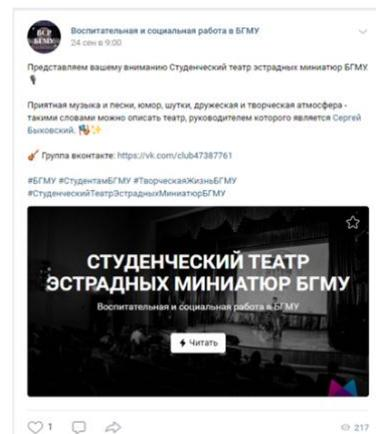 БСР
БГМУ
Воспитательная и социальная работа в БГМУ
24 сен в 9:00
Представляем вашему вниманию Студенческий театр эстрадных миниатюр БГМУ.
Приятная музыка и песни, юмор, шутки, дружеская и творческая атмосфера -
такими словами можно описать театр, руководителем которого является Сергей
Быковский.
Группа вконтакте: https://vk.com/club47387761
#БГМУ #СтудентамБГМУ #ТворческаяЖизньБГМУ
#СтуденческийТеатрЭстрадныхМиниатюрБГМУ
СТУДЕНЧЕСКИЙ ТЕАТР
ЭСТРАДНЫХ МИНИАТЮР БГМУ
Воспитательная и социальная работа в БГМУ
Читать
1
217